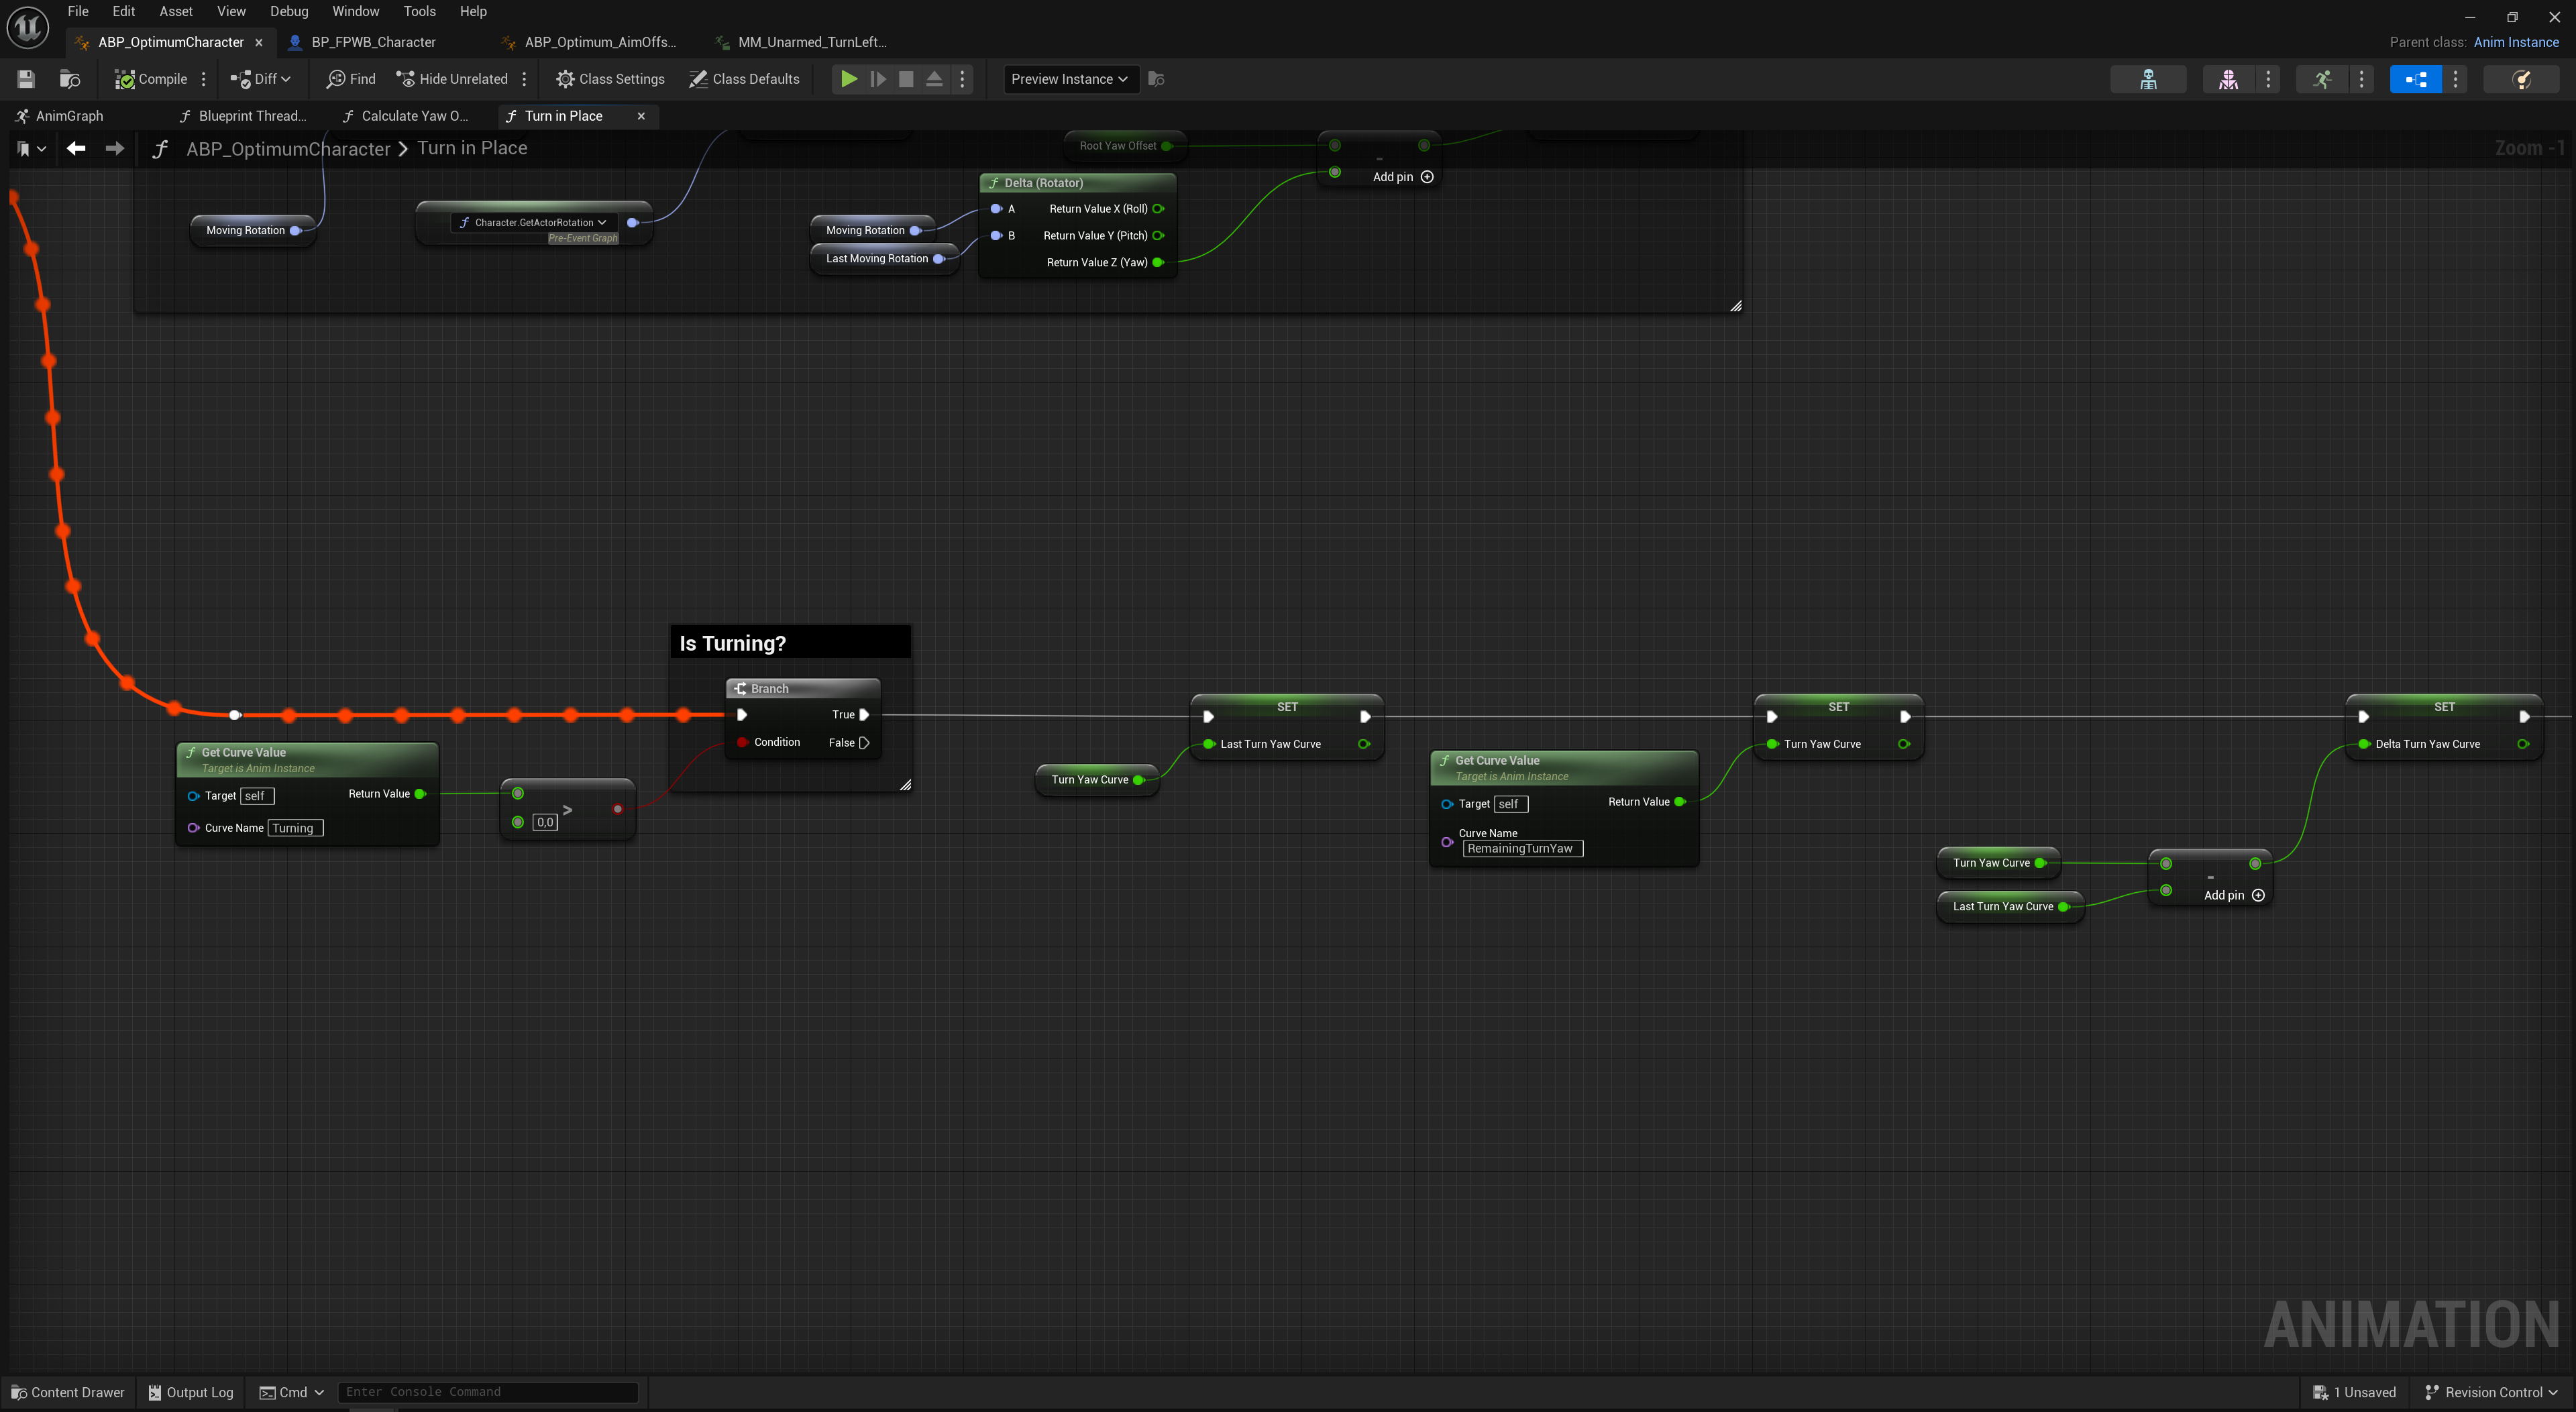 File Edit Asset View Debug Window Tools Help
ABP_OptimumCharacter BP_FPWB_Character ABP_Optimum_AimOffs... MM_Unarmed_TurnLeft... Parent class: Anim Instance
Compile Diff Find Hide Unrelated Class Settings Class Defaults Preview Instance
AnimGraph Blueprint Thread... Calculate Yaw O... Turn in Place
ABP_OptimumCharacter Turn in Place Zoom -1
Root Yaw Offset
-
Add pin
Delta (Rotator)
A Return Value X (Roll)
B Return Value Y (Pitch)
Return Value Z (Yaw)
Moving Rotation
Character.GetActorRotation
Pre-Event Graph
Moving Rotation
Last Moving Rotation
Is Turning?
Branch
True
Condition False
Get Curve Value
Target is Anim Instance
Target self Return Value
Curve Name Turning
>
0,0
SET
Last Turn Yaw Curve
Turn Yaw Curve
Get Curve Value
Target is Anim Instance
Target self Return Value
Curve Name
RemainingTurnYaw
SET
Turn Yaw Curve
SET
Delta Turn Yaw Curve
Turn Yaw Curve
Last Turn Yaw Curve
-
Add pin
ANIMATION
Content Drawer Output Log Cmd Enter Console Command 1 Unsaved Revision Control